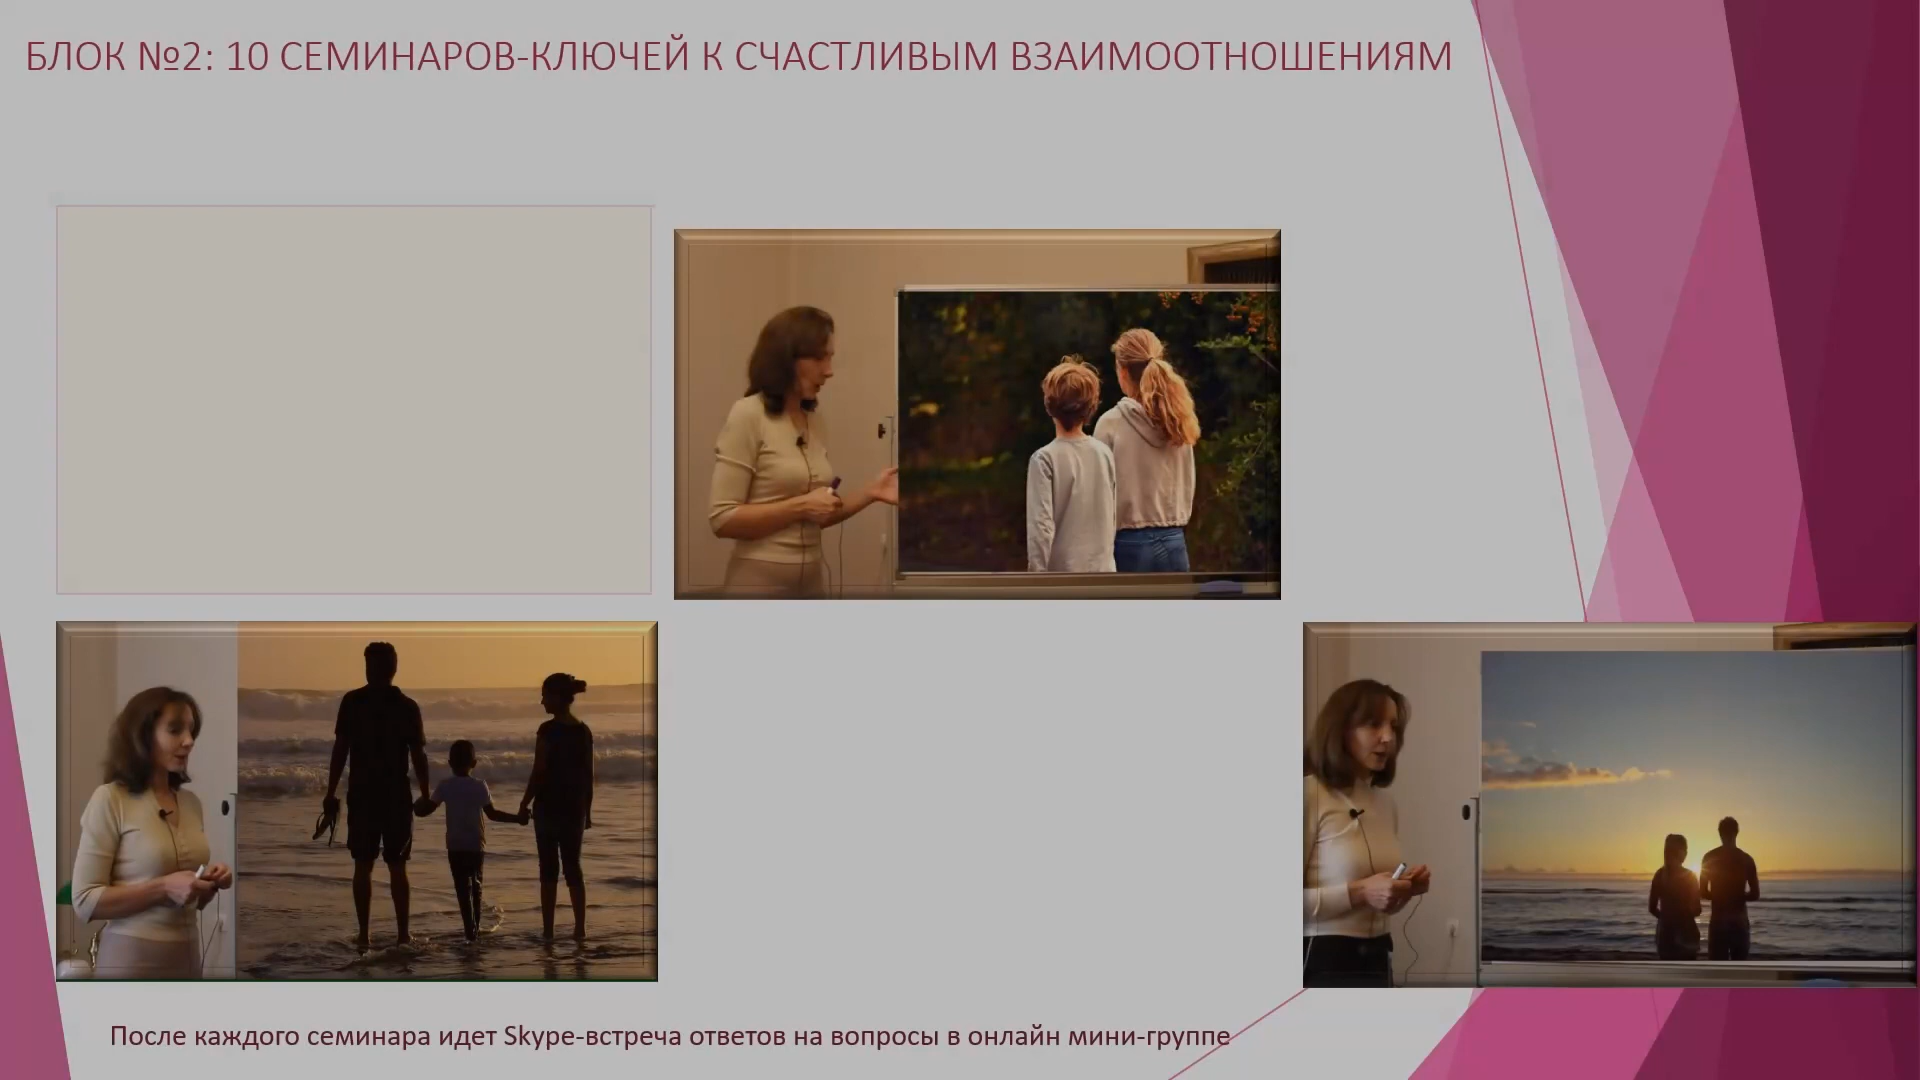 БЛОК №2: 10 СЕМИНАРОВ-КЛЮЧЕЙ К СЧАСТЛИВЫМ ВЗАИМООТНОШЕНИЯМ
После каждого семинара идет Skype-встреча ответов на вопросы в онлайн мини-группе